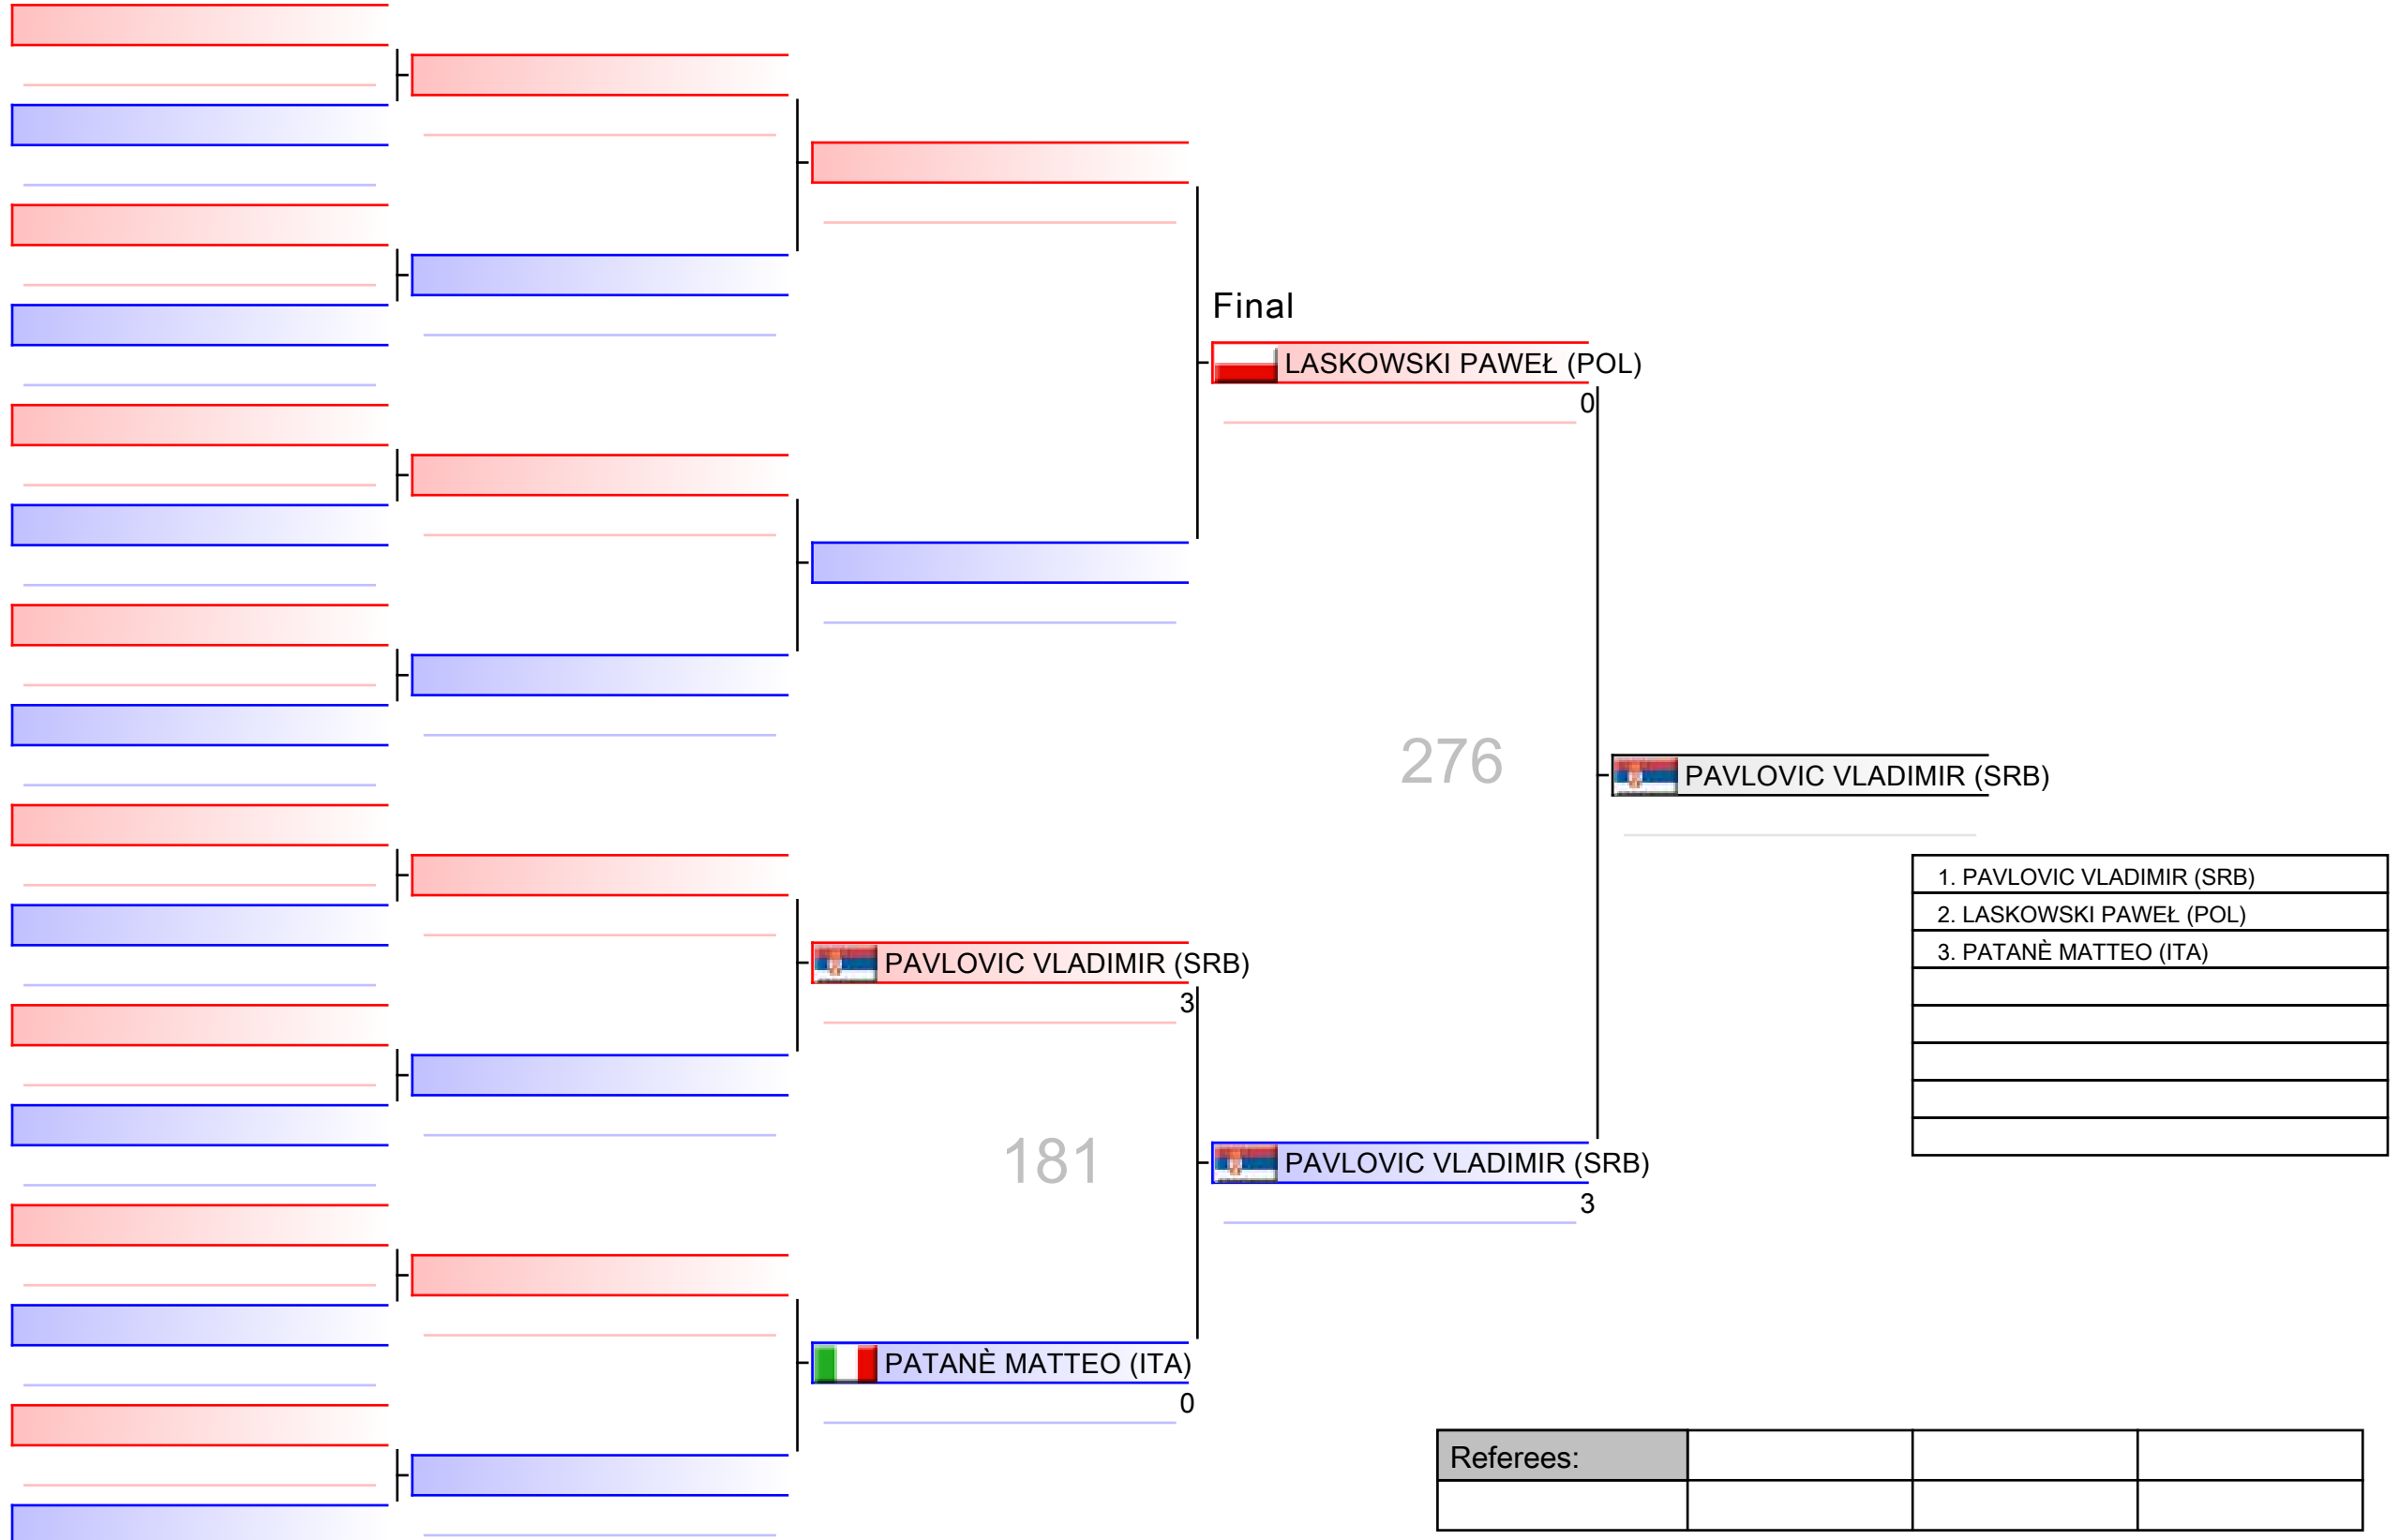 Final
LASKOWSKI PAWEŁ (POL)
0
276
PAVLOVIC VLADIMIR (SRB)
1. PAVLOVIC VLADIMIR (SRB)
2. LASKOWSKI PAWEŁ (POL)
3. PATANÈ MATTEO (ITA)
PAVLOVIC VLADIMIR (SRB)
3
181
PAVLOVIC VLADIMIR (SRB)
3
PATANÈ MATTEO (ITA)
0
Referees: